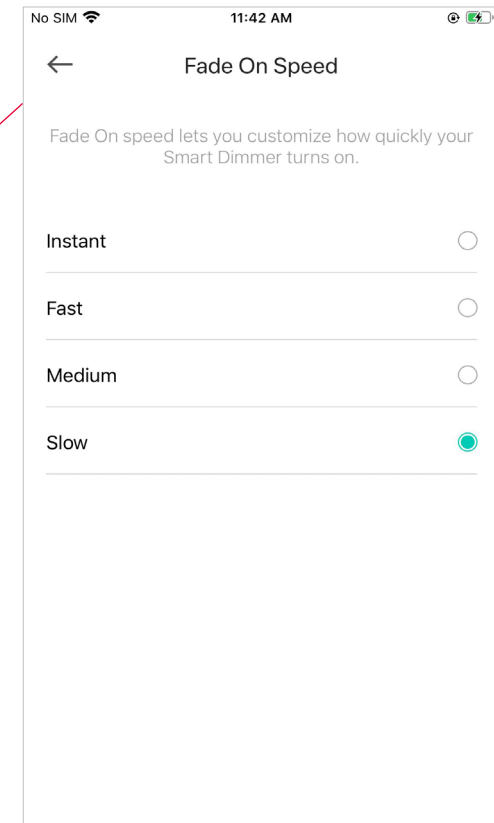 No SIM 11:42 AM
Fade On Speed
Fade On speed lets you customize how quickly your
Smart Dimmer turns on.
Instant
Fast
Medium
Slow